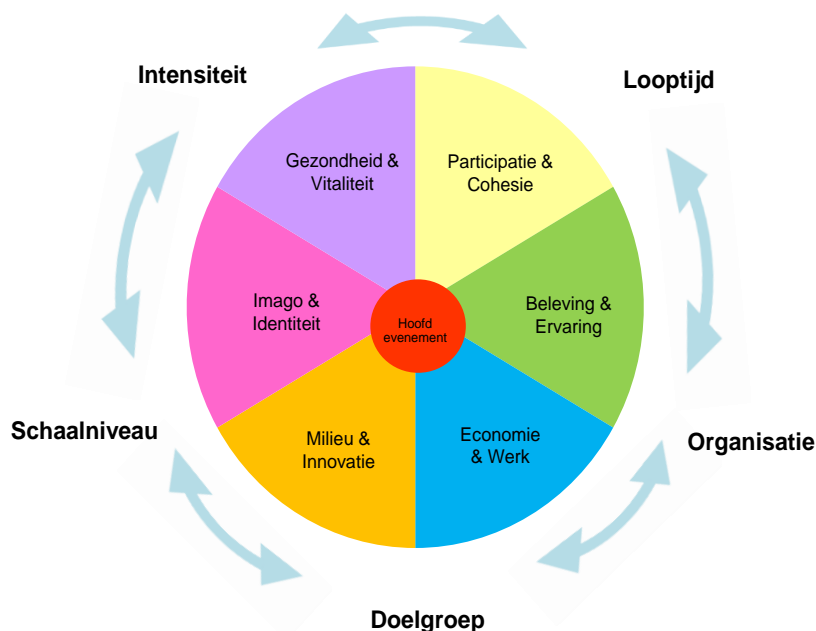 Intensiteit
Looptijd
Gezondheid &
Vitaliteit
Participatie &
Cohesie
Imago &
Identiteit
Hoofd
evenement
Beleving &
Ervaring
Schaalniveau
Milieu &
Innovatie
Economie
& Werk
Organisatie
Doelgroep